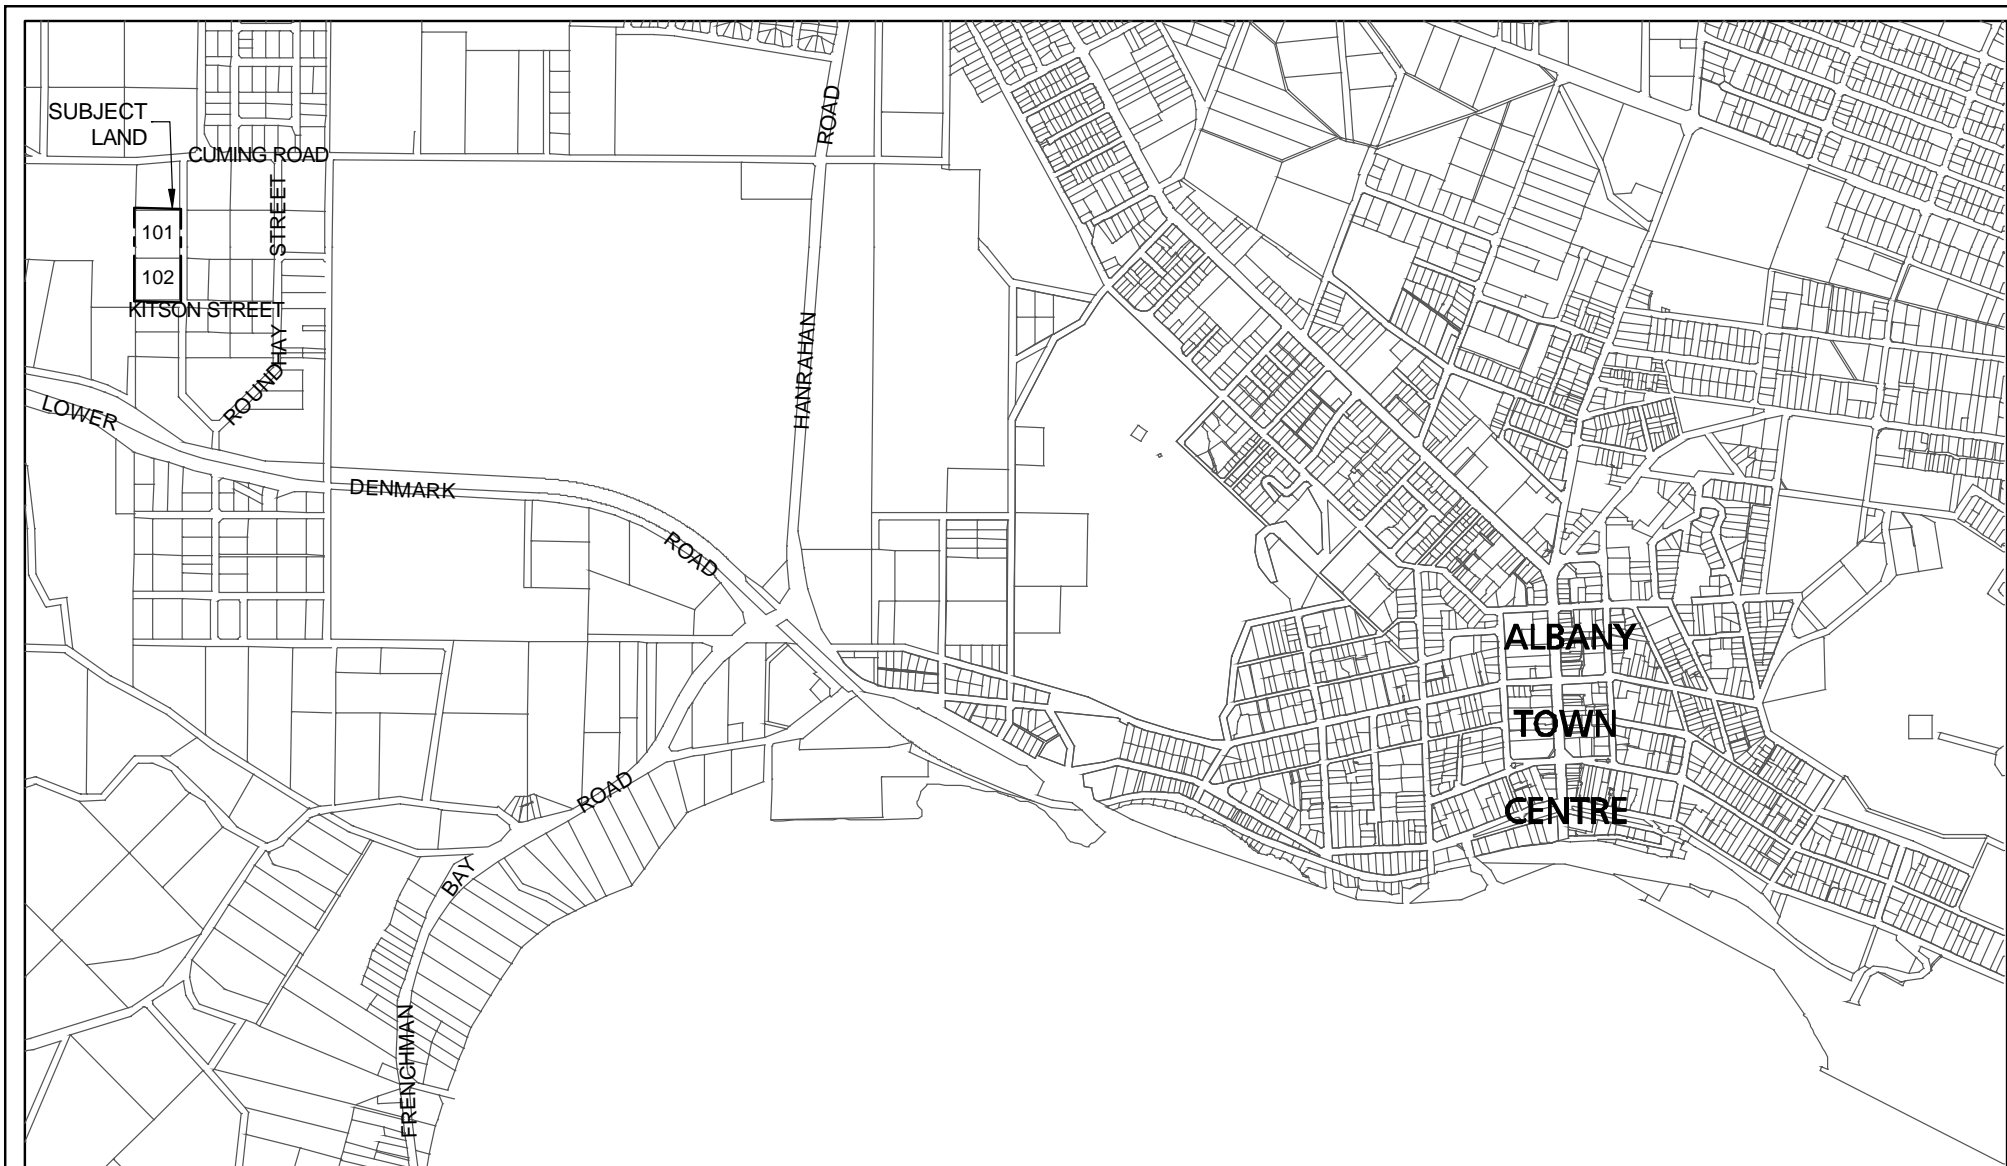 SUBJECT
LAND
CUMING ROAD
STREET
101
102
KITSON STREET
ROUNDHAY
LOWER
DENMARK
ROAD
HANRAHAN
ROAD
ALBANY
TOWN
CENTRE
FRENCHMAN
BAY
ROAD